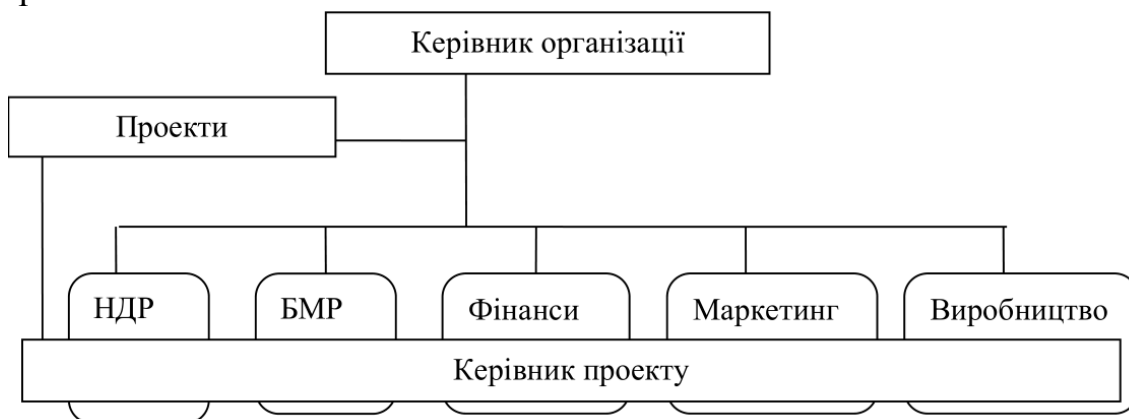 Керівник організації
Проекти
НДР
БМР
Фінанси
Маркетинг
Виробництво
Керівник проекту